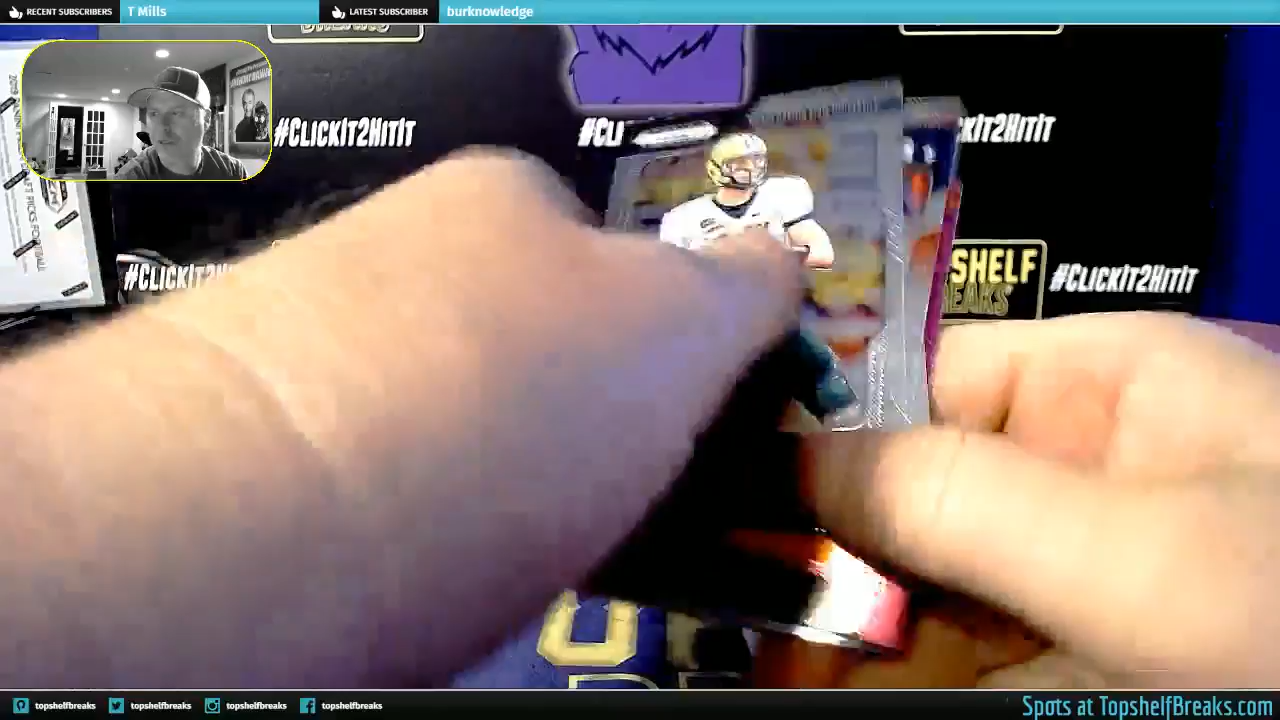 RECENT SUBSCRIBERS T Mills LATEST SUBSCRIBER burknowledge
#CLICKIT2HITIT #CLI CKIT2HITIT
#CLICKIT2H SHELF
EAKS #CLICKIT2HITIT
topshelfbreaks topshelfbreaks topshelfbreaks topshelfbreaks Spots at TopshelfBreaks.com